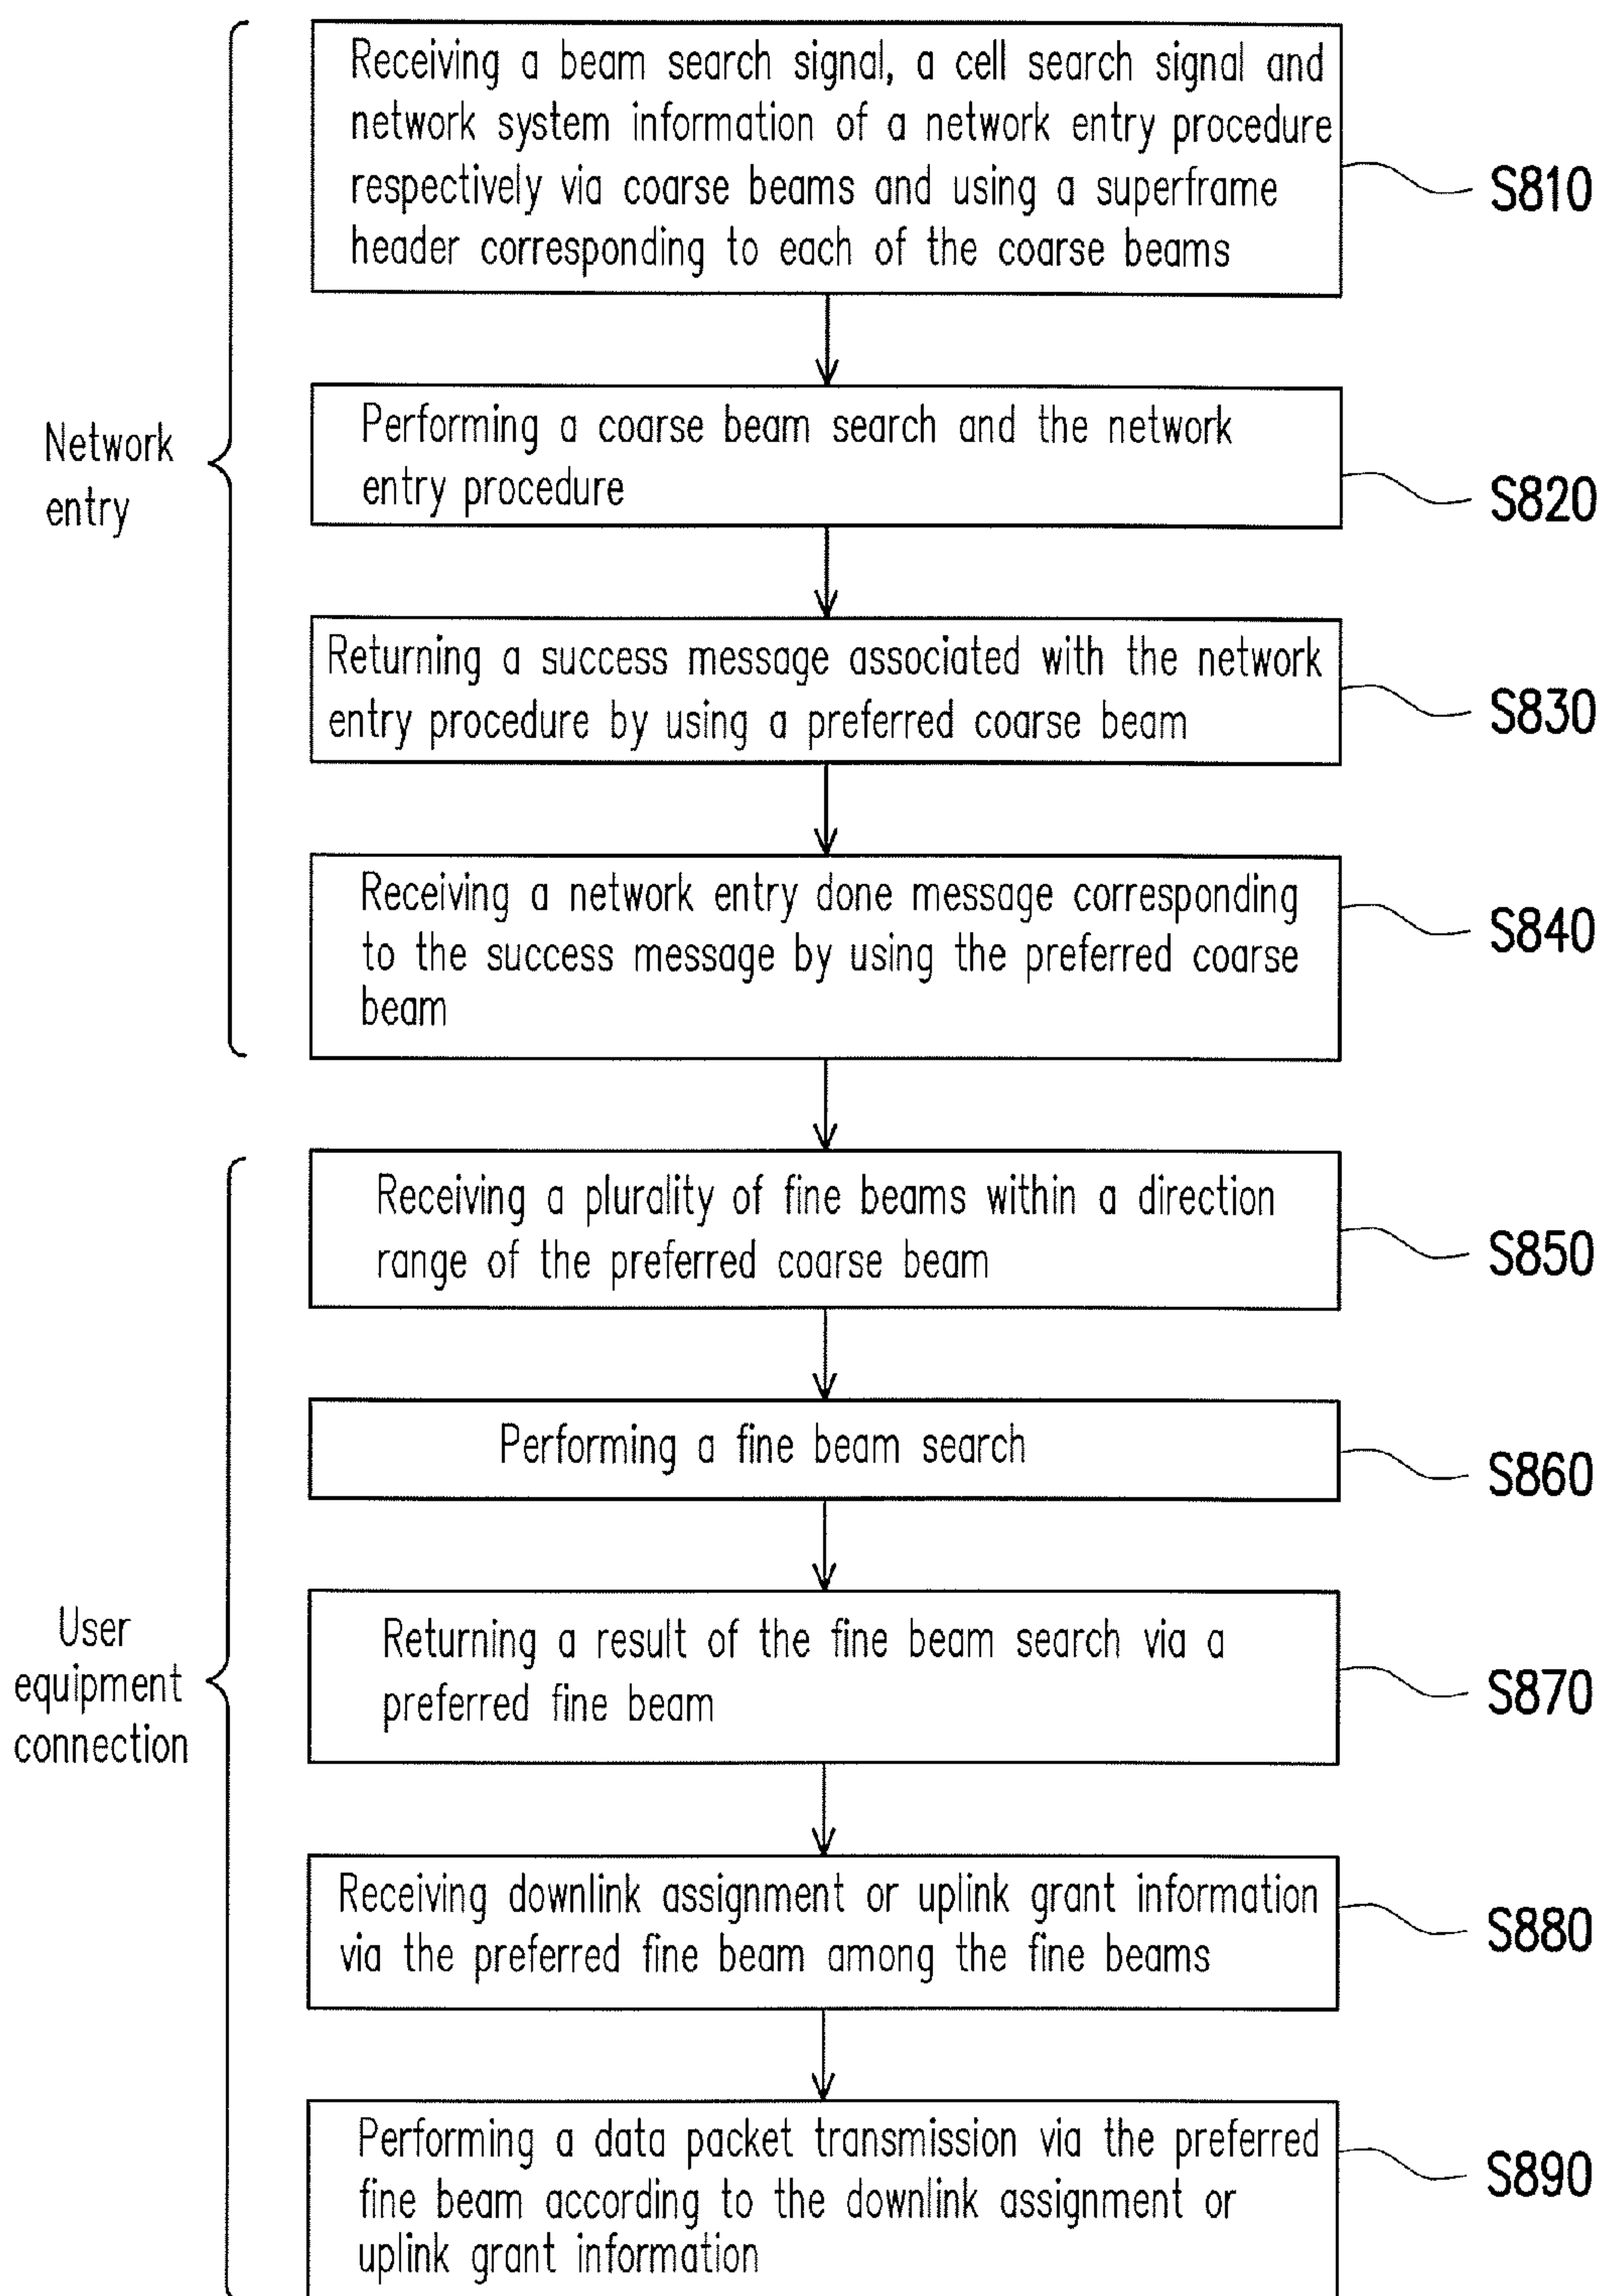 Receiving a beam search signal, a cell search signal and
network system information of a network entry procedure
respectively via coarse beams and using a superframe
header corresponding to each of the coarse beams
S810
Network
entry
Performing a coarse beam search and the network
entry procedure
S820
Returning a success message associated with the network
entry procedure by using a preferred coarse beam
S830
Receiving a network entry done message corresponding
to the success message by using the preferred coarse
beam
S840
Receiving a plurality of fine beams within a direction
range of the preferred coarse beam
S850
Performing a fine beam search
S860
User
equipment
connection
Returning a result of the fine beam search via a
preferred fine beam
S870
Receiving downlink assignment or uplink grant information
via the preferred fine beam among the fine beams
S880
Performing a data packet transmission via the preferred
fine beam according to the downlink assignment or
uplink grant information
S890